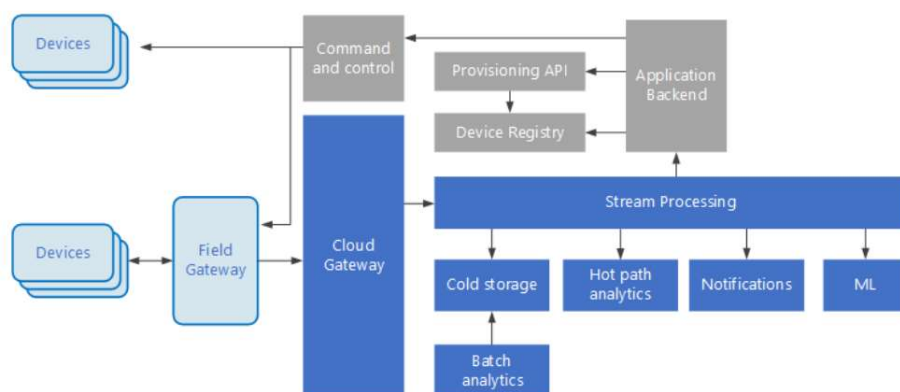 Devices
Command
and control
Provisioning API
Application
Backend
Device Registry
Stream Processing
Devices
Field
Gateway
Cloud
Gateway
Cold storage
Hot path
analytics
Notifications
ML
Batch
analytics